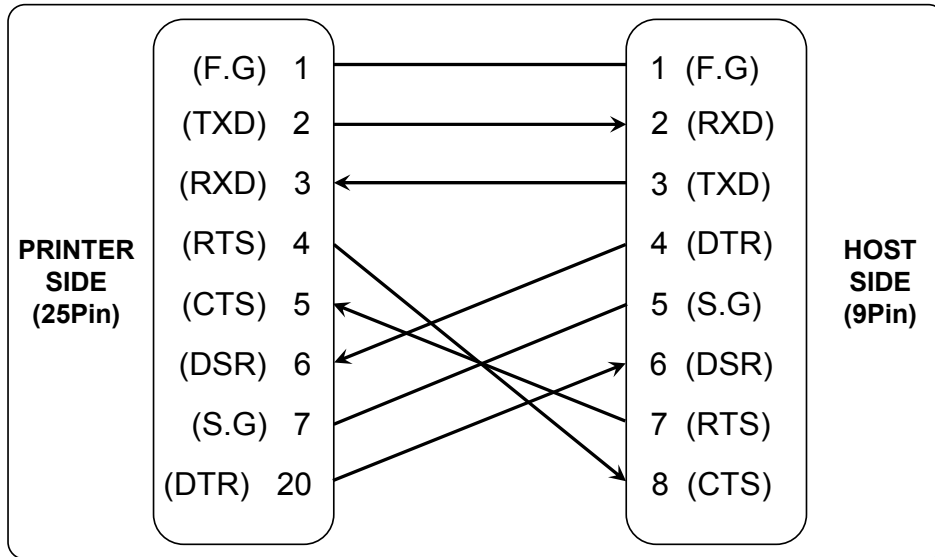 (F.G) 1 1 (F.G)
(TXD) 2 2 (RXD)
(RXD) 3 3 (TXD)
(RTS) 4 4 (DTR)
PRINTER
SIDE
(25Pin)
HOST
SIDE
(9Pin)
(CTS) 5 5 (S.G)
(DSR) 6 6 (DSR)
(S.G) 7 7 (RTS)
(DTR) 20 8 (CTS)